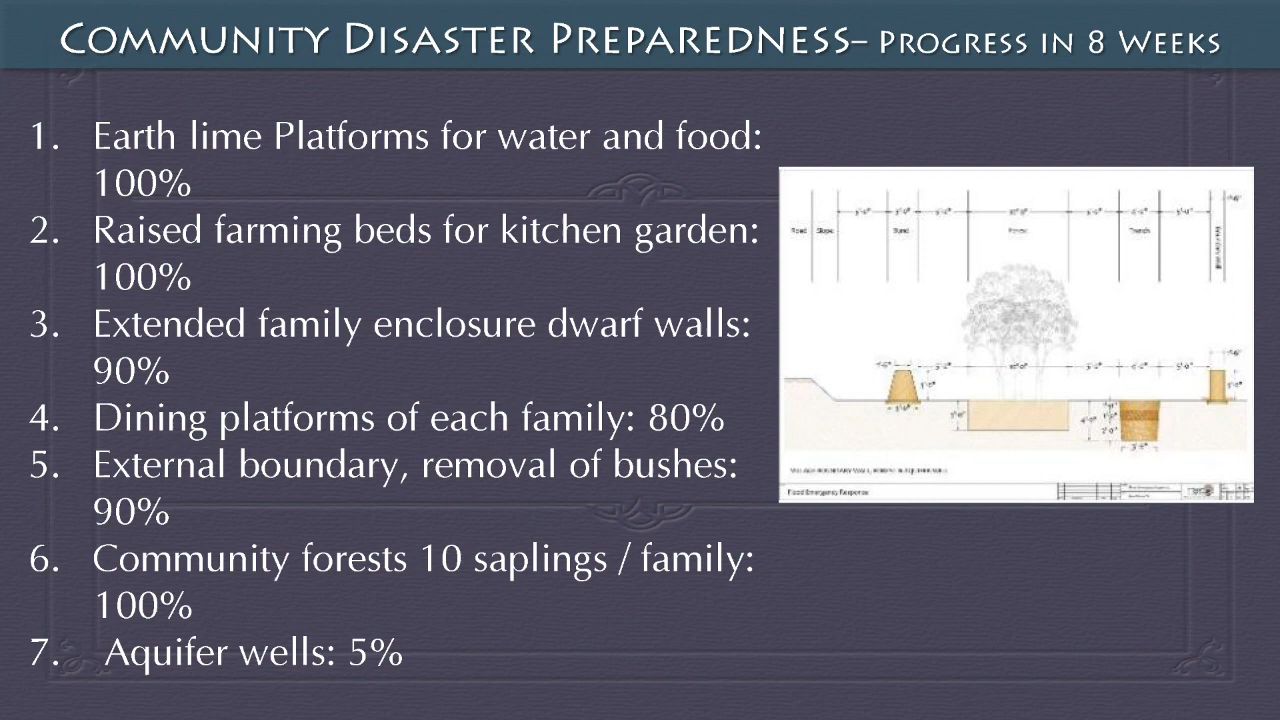 COMMUNITY DISASTER PREPAREDNESS– PROGRESS IN 8 WEEKS
1. Earth lime Platforms for water and food:
100%
2. Raised farming beds for kitchen garden:
100%
3. Extended family enclosure dwarf walls:
90%
4. Dining platforms of each family: 80%
5. External boundary, removal of bushes:
90%
6. Community forests 10 saplings / family:
100%
7. Aquifer wells: 5%
Road Slope Bund Forest Trench
Flood Emergency Response